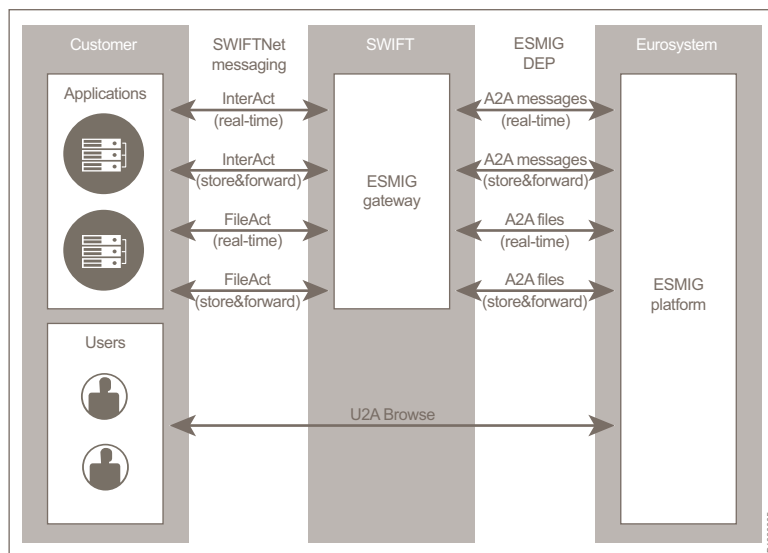 Customer
SWIFTNet
messaging
SWIFT
ESMIG
DEP
Eurosystem
Applications
InterAct
(real-time)
A2A messages
(real-time)
InterAct
(store&forward)
A2A messages
(store&forward)
ESMIG
gateway
FileAct
(real-time)
A2A files
(real-time)
FileAct
(store&forward)
A2A files
(store&forward)
ESMIG
platform
Users
U2A Browse